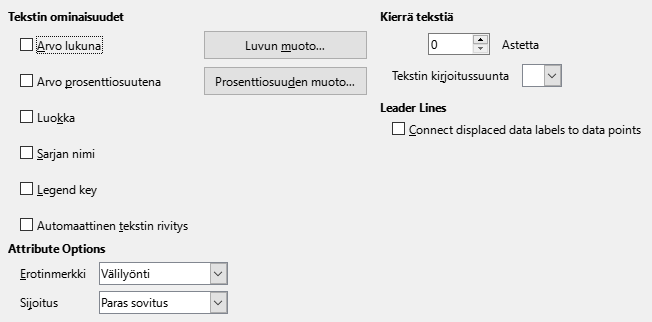 Tekstin ominaisuudet
Arvo lukuna
Luvun muoto...
Arvo prosenttiosuutena
Prosenttiosuuden muoto...
Luokka
Sarjan nimi
Legend key
Automaattinen tekstin rivitys
Attribute Options
Erotinmerkki Välilyönti
Sijoitus Paras sovitus
Kierrä tekstiä
0 Astetta
Tekstin kirjoitussuunta
Leader Lines
Connect displaced data labels to data points